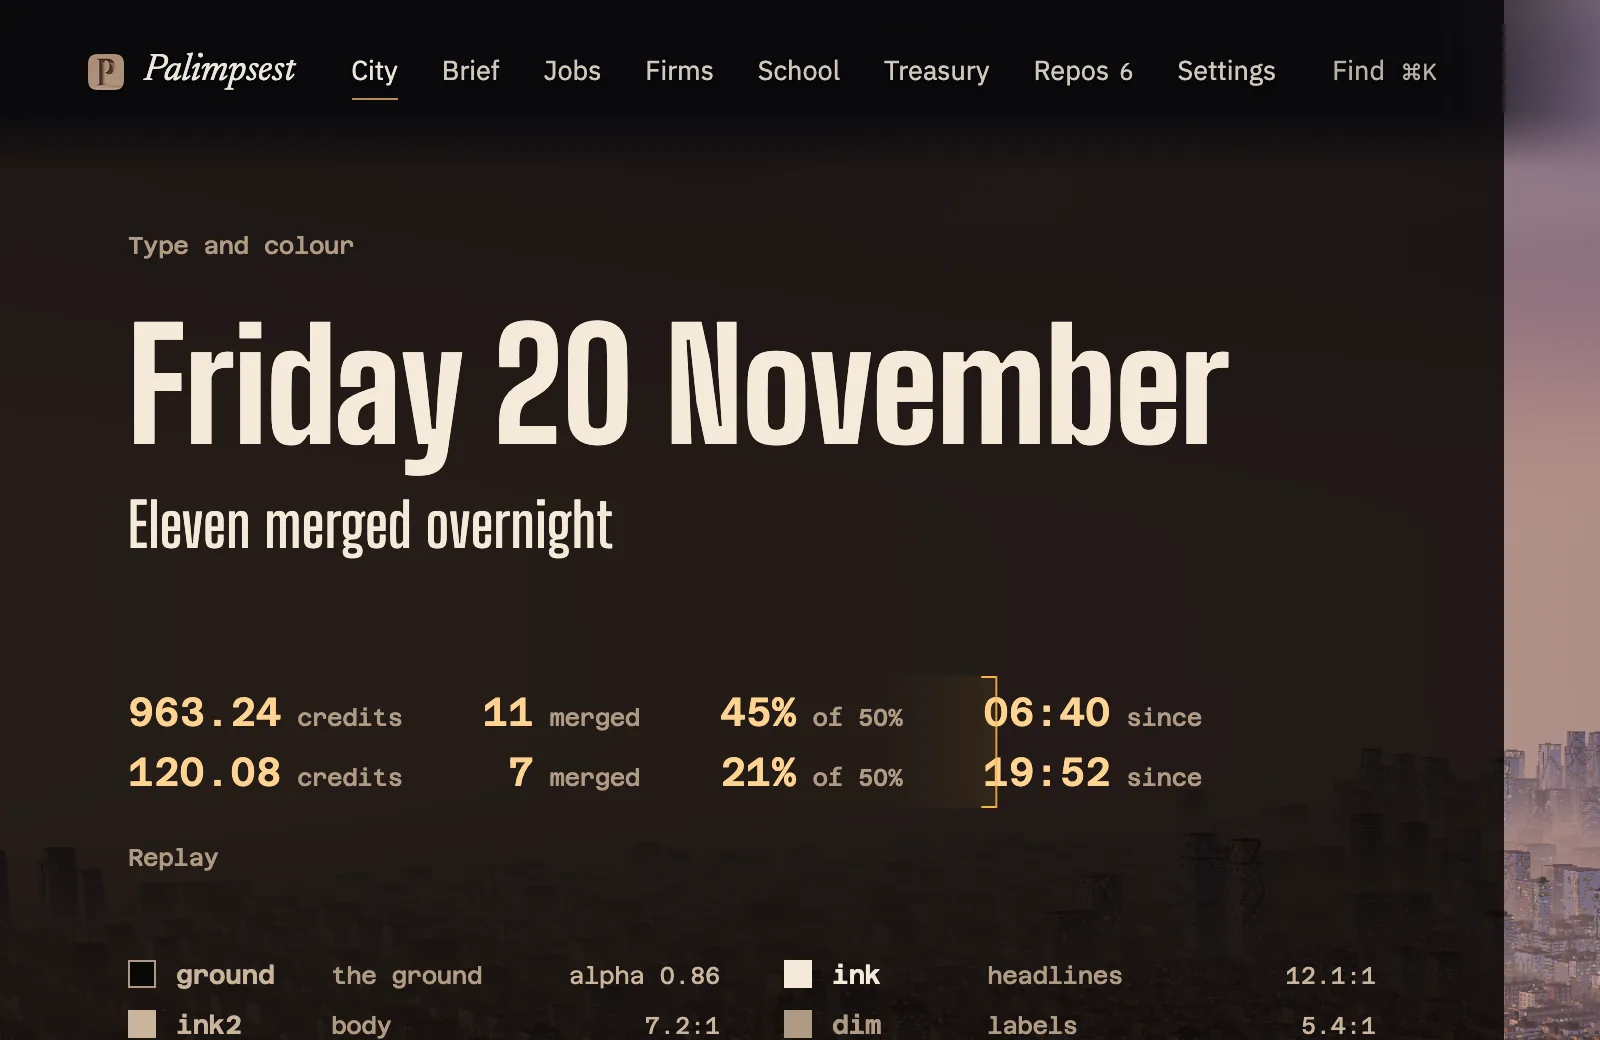 P Palimpsest City Brief Jobs Firms School Treasury Repos 6 Settings Find ⌘K
Type and colour
Friday 20 November
Eleven merged overnight
963.24 credits 11 merged 45% of 50% 06:40 since
120.08 credits 7 merged 21% of 50% 19:52 since
Replay
ground the ground alpha 0.86 ink headlines 12.1:1
ink2 body 7.2:1 dim labels 5.4:1